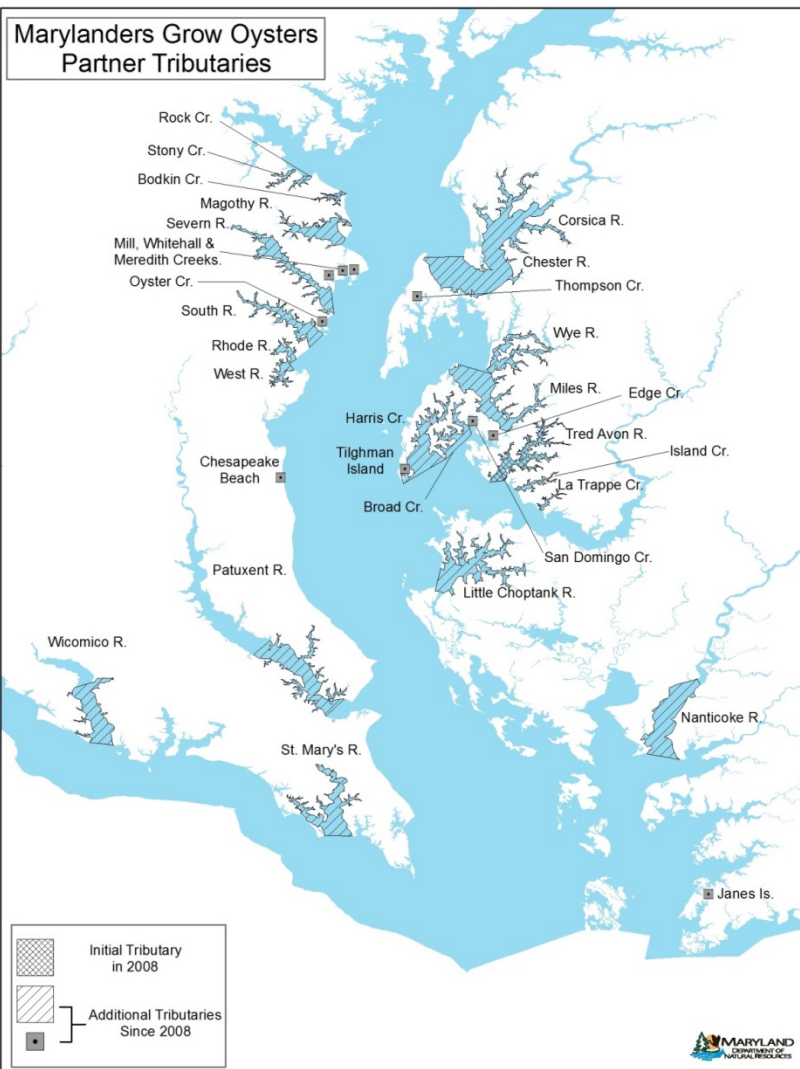 Marylanders Grow Oysters
Partner Tributaries
Rock Cr.
Stony Cr.
Bodkin Cr.
Magothy R.
Severn R.
Mill, Whitehall &
Meredith Creeks.
Oyster Cr.
South R.
Rhode R.
West R.
Corsica R.
Chester R.
Thompson Cr.
Wye R.
Miles R.
Edge Cr.
Harris Cr.
Tred Avon R.
Tilghman
Island
Island Cr.
Chesapeake
Beach
La Trappe Cr.
Broad Cr.
San Domingo Cr.
Patuxent R.
Little Choptank R.
Wicomico R.
Nanticoke R.
St. Mary's R.
Janes Is.
Initial Tributary
in 2008
Additional Tributaries
Since 2008
MARYLAND
DEPARTMENT OF
NATURAL RESOURCES